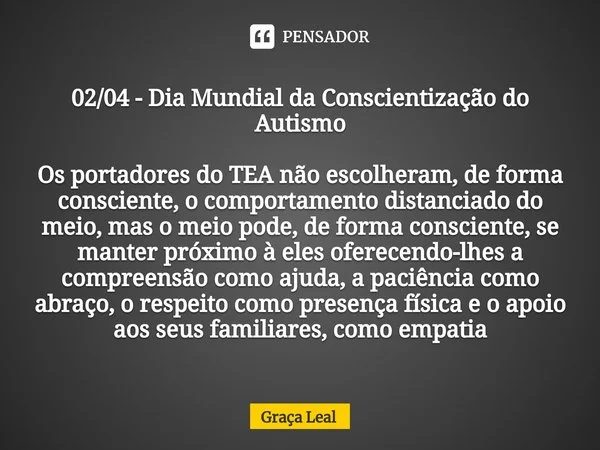 PENSADOR
02/04 - Dia Mundial da Conscientização do
Autismo
Os portadores do TEA não escolheram, de forma
consciente, o comportamento distanciado do
meio, mas o meio pode, de forma consciente, se
manter próximo à eles oferecendo-lhes a
compreensão como ajuda, a paciência como
abraço, o respeito como presença física e o apoio
aos seus familiares, como empatia
Graça Leal